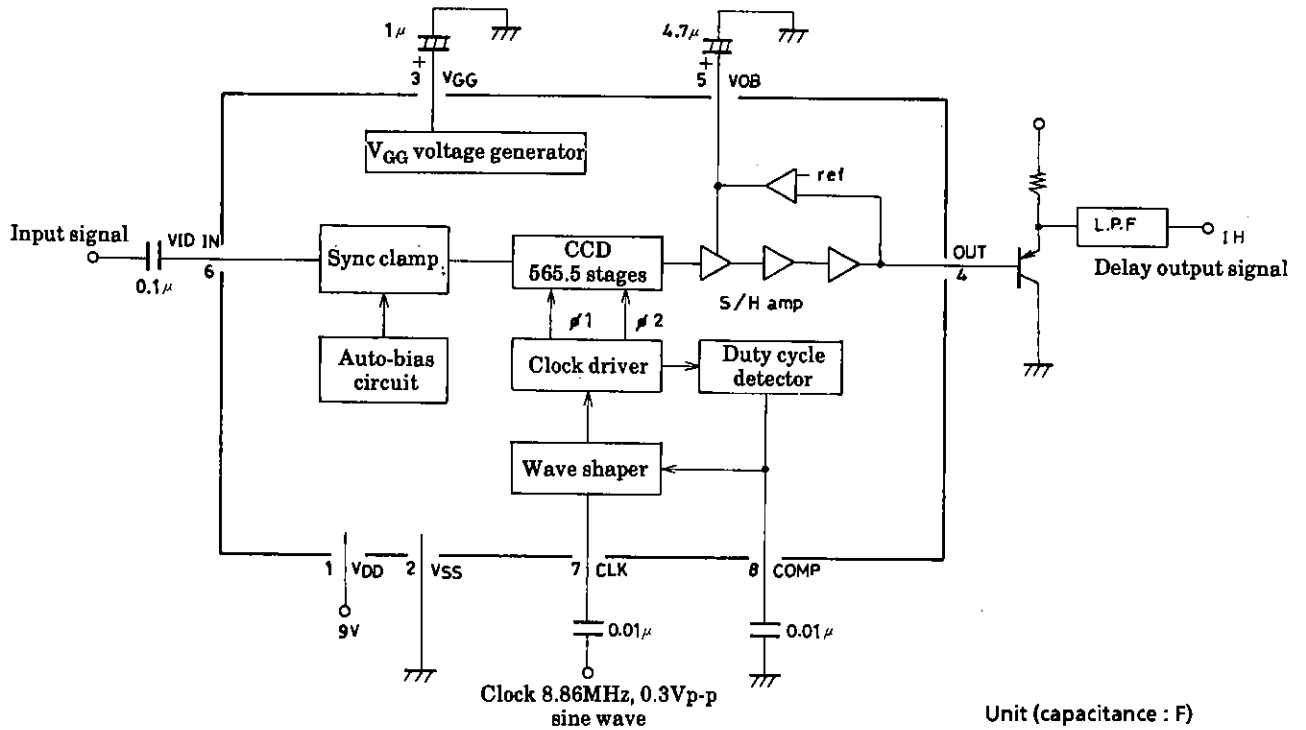 1μ
+
3 VGG
4.7μ
+
5 VOB
VGG voltage generator
ref
Input signal
VID IN
6
0.1μ
Sync clamp
CCD
565.5 stages
S/H amp
OUT
4
L.P.F
IH
Delay output signal
ø1
ø2
Auto-bias
circuit
Clock driver
Duty cycle
detector
Wave shaper
1 VDD
2 VSS
7 CLK
8 COMP
9V
0.01μ
0.01μ
Clock 8.86MHz, 0.3Vp-p
sine wave
Unit (capacitance : F)